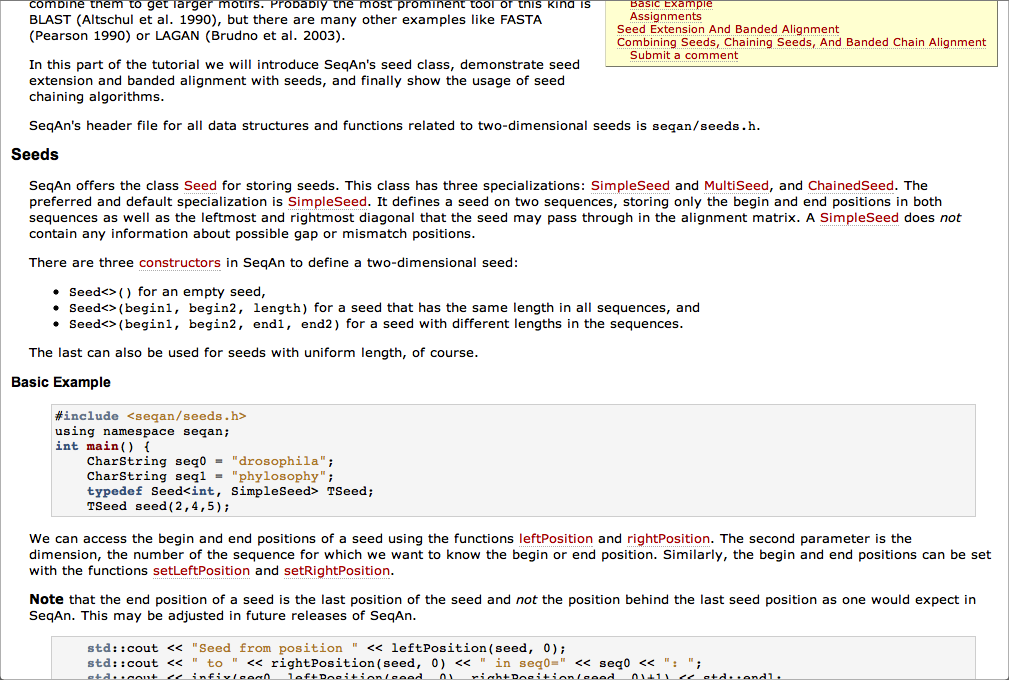 combine them to get larger motifs. Probably the most prominent tool of this kind is
BLAST (Altschul et al. 1990), but there are many other examples like FASTA
(Pearson 1990) or LAGAN (Brudno et al. 2003).
Basic Example
Assignments
Seed Extension And Banded Alignment
Combining Seeds, Chaining Seeds, And Banded Chain Alignment
Submit a comment
In this part of the tutorial we will introduce SeqAn's seed class, demonstrate seed
extension and banded alignment with seeds, and finally show the usage of seed
chaining algorithms.
SeqAn's header file for all data structures and functions related to two-dimensional seeds is seqan/seeds.h.
Seeds
SeqAn offers the class Seed for storing seeds. This class has three specializations: SimpleSeed and MultiSeed, and ChainedSeed. The
preferred and default specialization is SimpleSeed. It defines a seed on two sequences, storing only the begin and end positions in both
sequences as well as the leftmost and rightmost diagonal that the seed may pass through in the alignment matrix. A SimpleSeed does not
contain any information about possible gap or mismatch positions.
There are three constructors in SeqAn to define a two-dimensional seed:
• Seed<>() for an empty seed,
• Seed<>(begin1, begin2, length) for a seed that has the same length in all sequences, and
• Seed<>(begin1, begin2, end1, end2) for a seed with different lengths in the sequences.
The last can also be used for seeds with uniform length, of course.
Basic Example
#include <seqan/seeds.h>
using namespace seqan;
int main() {
    CharString seq0 = "drosophila";
    CharString seq1 = "phylosophy";
    typedef Seed<int, SimpleSeed> TSeed;
    TSeed seed(2,4,5);
We can access the begin and end positions of a seed using the functions leftPosition and rightPosition. The second parameter is the
dimension, the number of the sequence for which we want to know the begin or end position. Similarly, the begin and end positions can be set
with the functions setLeftPosition and setRightPosition.
Note that the end position of a seed is the last position of the seed and not the position behind the last seed position as one would expect in
SeqAn. This may be adjusted in future releases of SeqAn.
    std::cout << "Seed from position " << leftPosition(seed, 0);
    std::cout << " to " << rightPosition(seed, 0) << " in seq0=" << seq0 << ": ";
    std::cout << infix(seq0, leftPosition(seed, 0), rightPosition(seed, 0)+1) << std::endl;